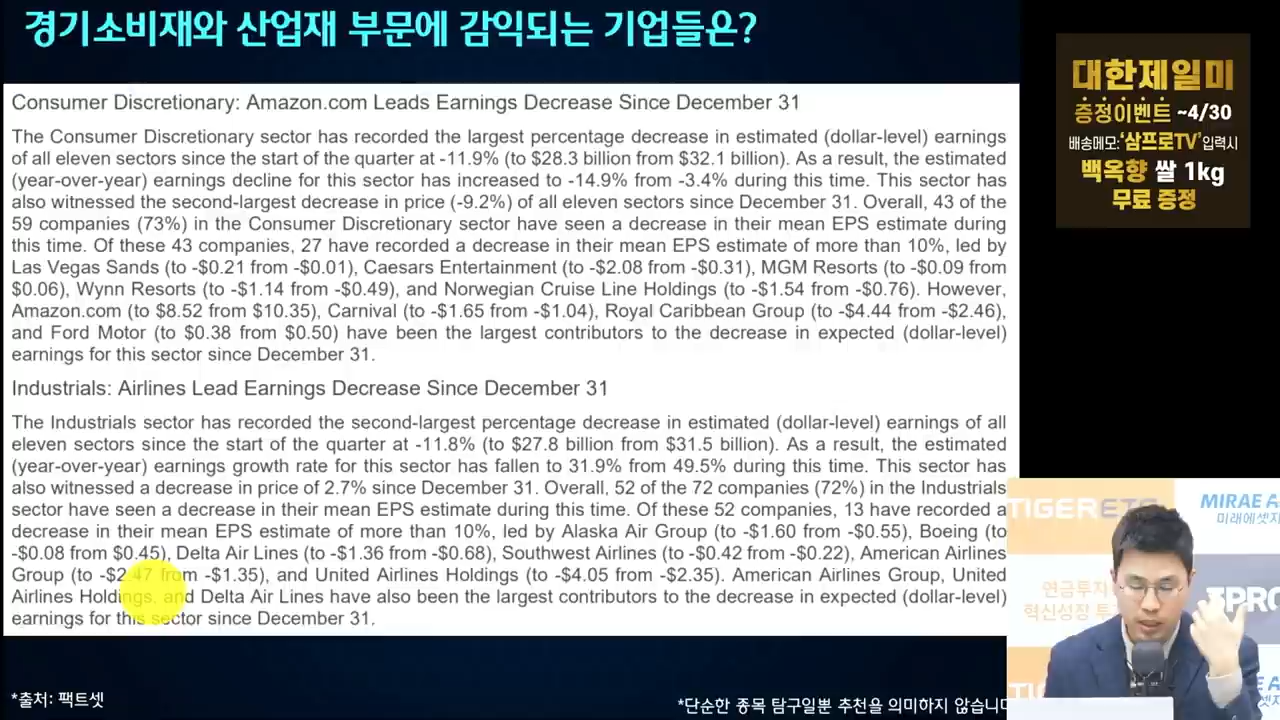 경기소비재와 산업재 부문에 감익되는 기업들은?
Consumer Discretionary: Amazon.com Leads Earnings Decrease Since December 31
The Consumer Discretionary sector has recorded the largest percentage decrease in estimated (dollar-level) earnings
of all eleven sectors since the start of the quarter at -11.9% (to $28.3 billion from $32.1 billion). As a result, the estimated
(year-over-year) earnings decline for this sector has increased to -14.9% from -3.4% during this time. This sector has
also witnessed the second-largest decrease in price (-9.2%) of all eleven sectors since December 31. Overall, 43 of the
59 companies (73%) in the Consumer Discretionary sector have seen a decrease in their mean EPS estimate during
this time. Of these 43 companies, 27 have recorded a decrease in their mean EPS estimate of more than 10%, led by
Las Vegas Sands (to -$0.21 from -$0.01), Caesars Entertainment (to -$2.08 from -$0.31), MGM Resorts (to -$0.09 from
$0.06), Wynn Resorts (to -$1.14 from -$0.49), and Norwegian Cruise Line Holdings (to -$1.54 from -$0.76). However,
Amazon.com (to $8.52 from $10.35), Carnival (to -$1.65 from -$1.04), Royal Caribbean Group (to -$4.44 from -$2.46),
and Ford Motor (to $0.38 from $0.50) have been the largest contributors to the decrease in expected (dollar-level)
earnings for this sector since December 31.
Industrials: Airlines Lead Earnings Decrease Since December 31
The Industrials sector has recorded the second-largest percentage decrease in estimated (dollar-level) earnings of all
eleven sectors since the start of the quarter at -11.8% (to $27.8 billion from $31.5 billion). As a result, the estimated
(year-over-year) earnings growth rate for this sector has fallen to 31.9% from 49.5% during this time. This sector has
also witnessed a decrease in price of 2.7% since December 31. Overall, 52 of the 72 companies (72%) in the Industrials
sector have seen a decrease in their mean EPS estimate during this time. Of these 52 companies, 13 have recorded a
decrease in their mean EPS estimate of more than 10%, led by Alaska Air Group (to -$1.60 from -$0.55), Boeing (to
-$0.08 from $0.45), Delta Air Lines (to -$1.36 from -$0.68), Southwest Airlines (to -$0.42 from -$0.22), American Airlines
Group (to -$2.47 from -$1.35), and United Airlines Holdings (to -$4.05 from -$2.35). American Airlines Group, United
Airlines Holdings, and Delta Air Lines have also been the largest contributors to the decrease in expected (dollar-level)
earnings for this sector since December 31.
*출처: 팩트셋
*단순한 종목 탐구일뿐 추천을 의미하지 않습니다
대한제일미
증정이벤트 ~4/30
배송메모:'삼프로TV'입력시
백옥향 쌀 1kg
무료 증정
TIGER ETF
MIRAE A
미래에셋자
연금투자
혁신성장 투
3PRO